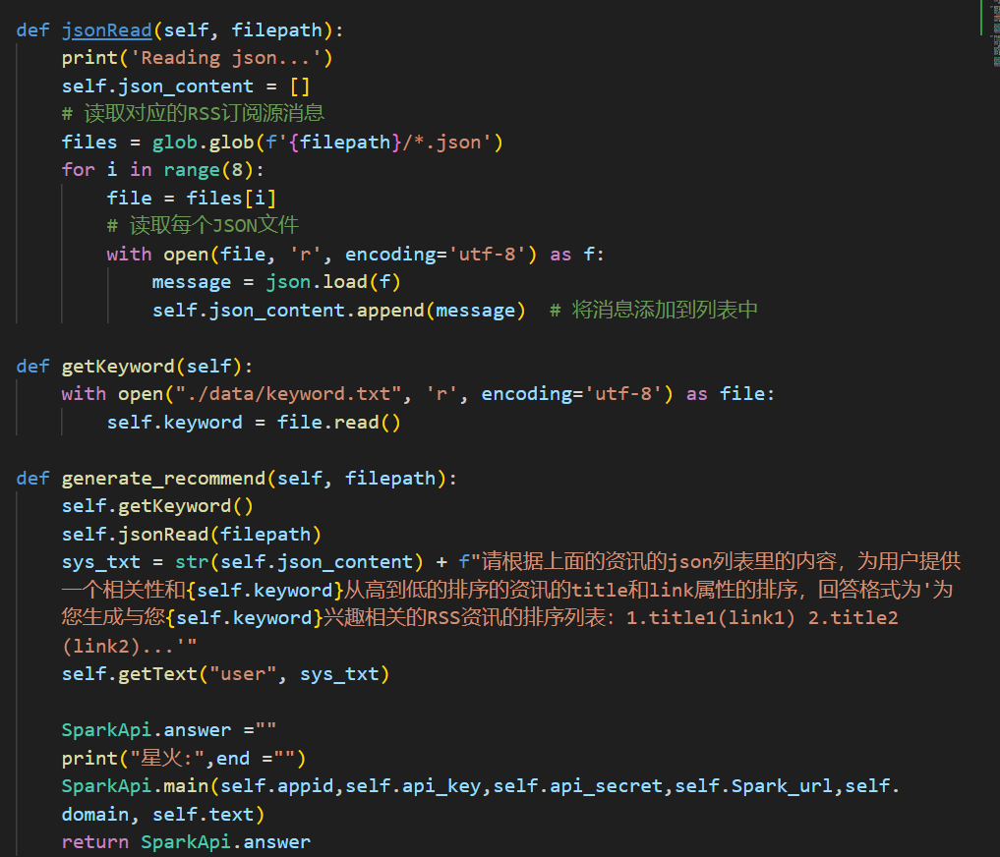 def jsonRead(self, filepath):
    print('Reading json...')
    self.json_content = []
    # 读取对应的RSS订阅源消息
    files = glob.glob(f'{filepath}/*.json')
    for i in range(8):
        file = files[i]
        # 读取每个JSON文件
        with open(file, 'r', encoding='utf-8') as f:
            message = json.load(f)
            self.json_content.append(message)  # 将消息添加到列表中

def getKeyword(self):
    with open("./data/keyword.txt", 'r', encoding='utf-8') as file:
        self.keyword = file.read()

def generate_recommend(self, filepath):
    self.getKeyword()
    self.jsonRead(filepath)
    sys_txt = str(self.json_content) + f"请根据上面的资讯的json列表里的内容，为用户提供
    一个相关性和{self.keyword}从高到低的排序的资讯的title和link属性的排序，回答格式为'为
    您生成与您{self.keyword}兴趣相关的RSS资讯的排序列表：1.title1(link1) 2.title2
    (link2)...'"
    self.getText("user", sys_txt)

    SparkApi.answer =""
    print("星火:",end ="")
    SparkApi.main(self.appid,self.api_key,self.api_secret,self.Spark_url,self.
    domain, self.text)
    return SparkApi.answer